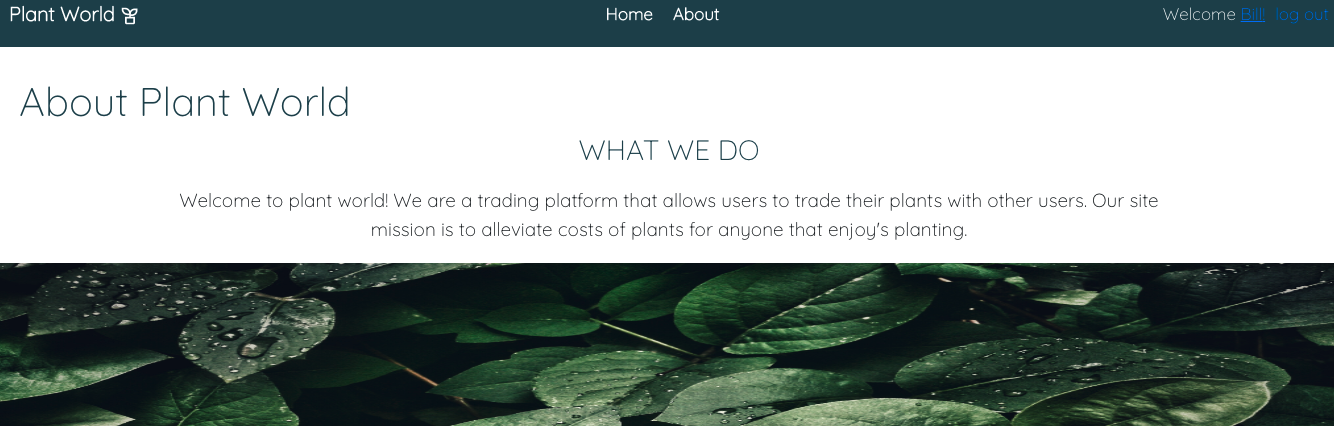 Plant World
Home About
Welcome Bill! log out
About Plant World
WHAT WE DO
Welcome to plant world! We are a trading platform that allows users to trade their plants with other users. Our site
mission is to alleviate costs of plants for anyone that enjoy's planting.